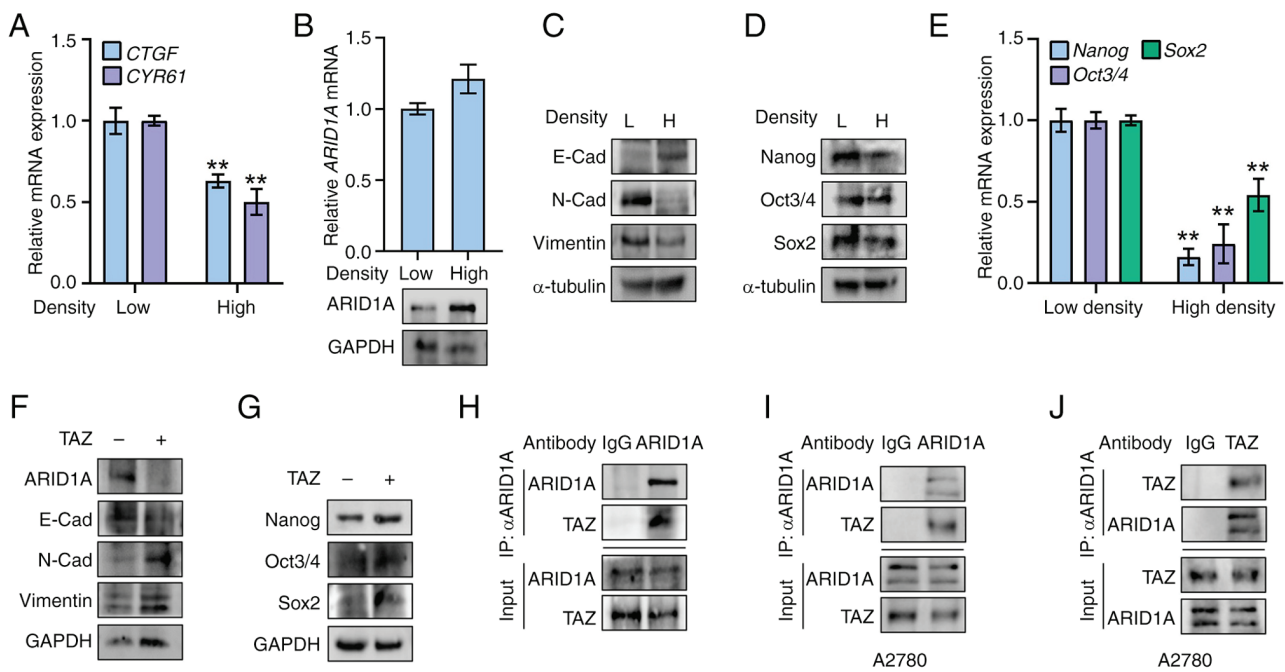 A
Relative mRNA expression
1.5
1.0
0.5
0.0
CTGF
CYR61
** **
Density Low High
B
Relative ARID1A mRNA
1.5
1.0
0.5
0.0
Density Low High
ARID1A
GAPDH
C
Density L H
E-Cad
N-Cad
Vimentin
α-tubulin
D
Density L H
Nanog
Oct3/4
Sox2
α-tubulin
E
Relative mRNA expression
1.5
1.0
0.5
0.0
Nanog Sox2
Oct3/4
** ** **
Low density High density
F
TAZ – +
ARID1A
E-Cad
N-Cad
Vimentin
GAPDH
G
TAZ – +
Nanog
Oct3/4
Sox2
GAPDH
H
Antibody IgG ARID1A
IP: αARID1A
ARID1A
TAZ
Input
ARID1A
TAZ
I
Antibody IgG ARID1A
IP: αARID1A
ARID1A
TAZ
Input
ARID1A
TAZ
A2780
J
Antibody IgG TAZ
IP: αARID1A
TAZ
ARID1A
Input
TAZ
ARID1A
A2780